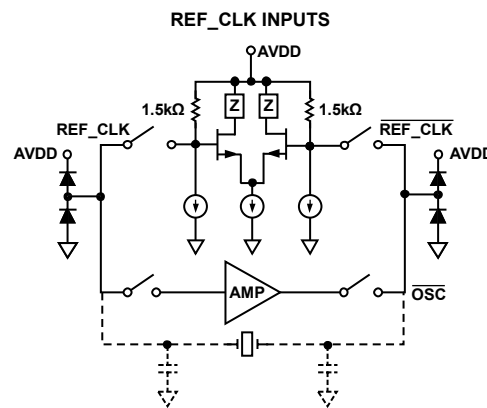 REF_CLK INPUTS
AVDD
1.5kΩ
Z
Z
1.5kΩ
REF_CLK
REF_CLK
AVDD
AVDD
AMP
OSC